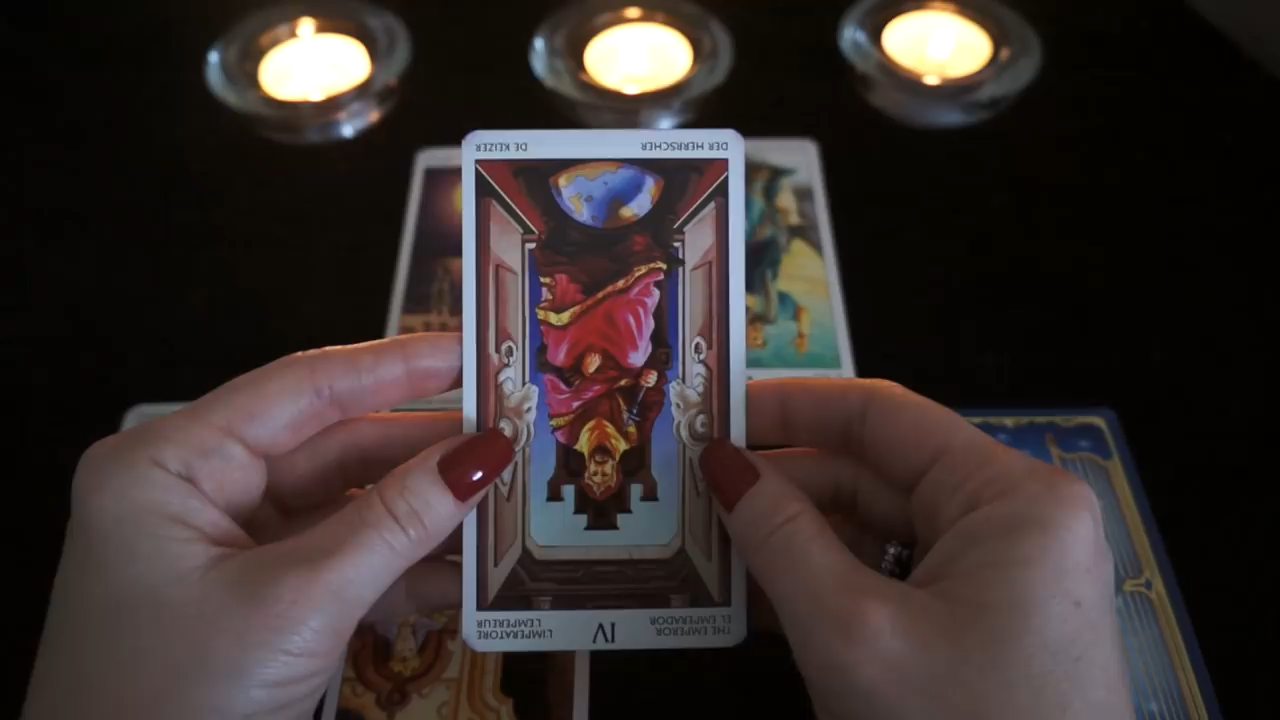 THE EMPEROR
EL EMPERADOR
IV
L'IMPERATORE
L'EMPEREUR
DER HERRSCHER
DE KEIZER